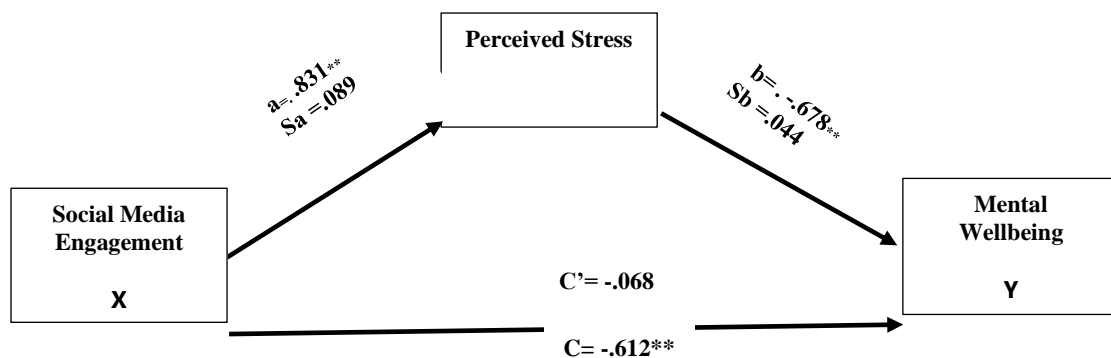 Perceived Stress
a=. .831**
Sa =.089
b=. -.678**
Sb =.044
Social Media
Engagement
X
Mental
Wellbeing
Y
C’= -.068
C= -.612**